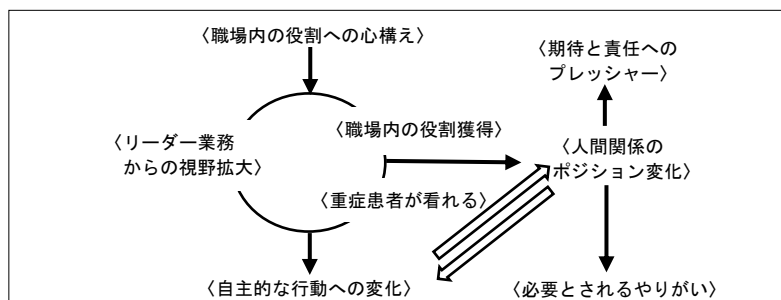 〈職場内の役割への心構え〉
〈期待と責任への
プレッシャー〉
〈職場内の役割獲得〉
〈リーダー業務
からの視野拡大〉
〈人間関係の
ポジション変化〉
〈重症患者が看れる〉
〈自主的な行動への変化〉
〈必要とされるやりがい〉